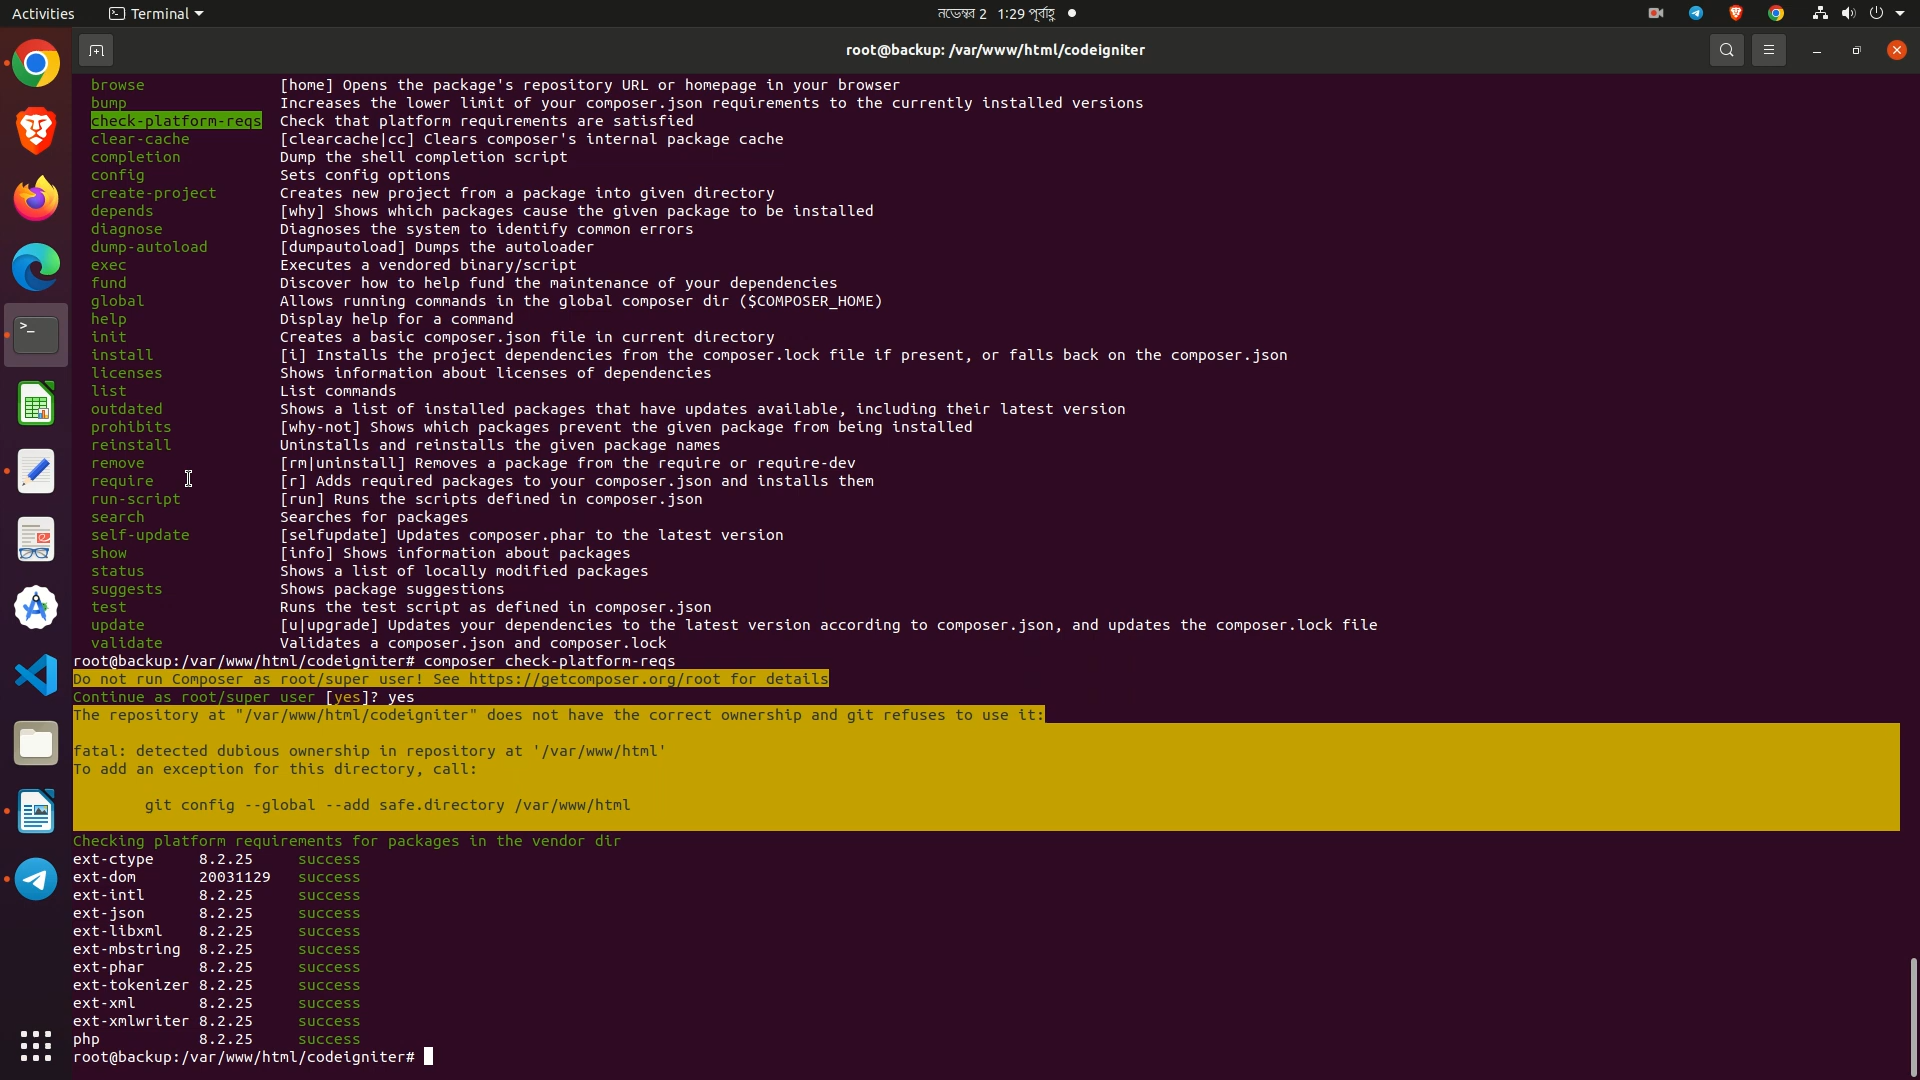 Activities Terminal নভেম্বর 2 1:29 পূর্বাহ্ণ
root@backup: /var/www/html/codeigniter
browse [home] Opens the package's repository URL or homepage in your browser
bump Increases the lower limit of your composer.json requirements to the currently installed versions
check-platform-reqs Check that platform requirements are satisfied
clear-cache [clearcache|cc] Clears composer's internal package cache
completion Dump the shell completion script
config Sets config options
create-project Creates new project from a package into given directory
depends [why] Shows which packages cause the given package to be installed
diagnose Diagnoses the system to identify common errors
dump-autoload [dumpautoload] Dumps the autoloader
exec Executes a vendored binary/script
fund Discover how to help fund the maintenance of your dependencies
global Allows running commands in the global composer dir ($COMPOSER_HOME)
help Display help for a command
init Creates a basic composer.json file in current directory
install [i] Installs the project dependencies from the composer.lock file if present, or falls back on the composer.json
licenses Shows information about licenses of dependencies
list List commands
outdated Shows a list of installed packages that have updates available, including their latest version
prohibits [why-not] Shows which packages prevent the given package from being installed
reinstall Uninstalls and reinstalls the given package names
remove [rm|uninstall] Removes a package from the require or require-dev
require [r] Adds required packages to your composer.json and installs them
run-script [run] Runs the scripts defined in composer.json
search Searches for packages
self-update [selfupdate] Updates composer.phar to the latest version
show [info] Shows information about packages
status Shows a list of locally modified packages
suggests Shows package suggestions
test Runs the test script as defined in composer.json
update [u|upgrade] Updates your dependencies to the latest version according to composer.json, and updates the composer.lock file
validate Validates a composer.json and composer.lock
root@backup:/var/www/html/codeigniter# composer check-platform-reqs
Do not run Composer as root/super user! See https://getcomposer.org/root for details
Continue as root/super user [yes]? yes
The repository at "/var/www/html/codeigniter" does not have the correct ownership and git refuses to use it:
fatal: detected dubious ownership in repository at '/var/www/html'
To add an exception for this directory, call:
git config --global --add safe.directory /var/www/html
Checking platform requirements for packages in the vendor dir
ext-ctype 8.2.25 success
ext-dom 20031129 success
ext-intl 8.2.25 success
ext-json 8.2.25 success
ext-libxml 8.2.25 success
ext-mbstring 8.2.25 success
ext-phar 8.2.25 success
ext-tokenizer 8.2.25 success
ext-xml 8.2.25 success
ext-xmlwriter 8.2.25 success
php 8.2.25 success
root@backup:/var/www/html/codeigniter#